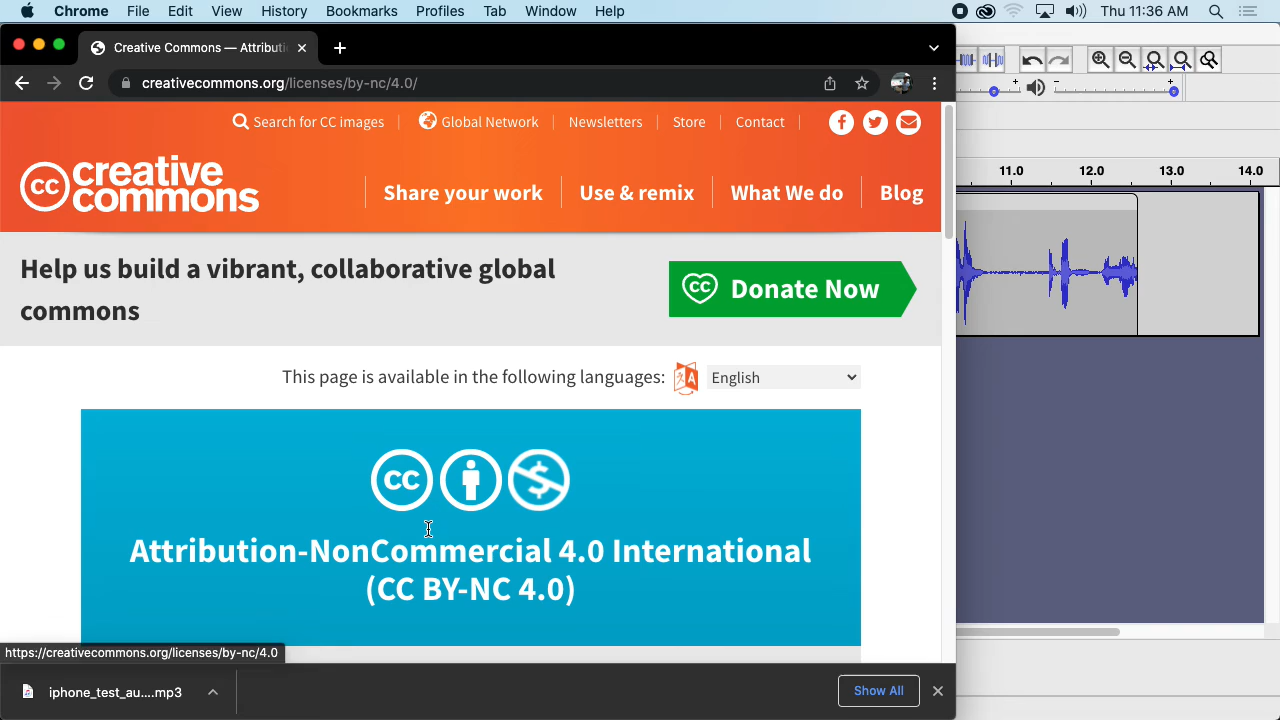 Chrome File Edit View History Bookmarks Profiles Tab Window Help Thu 11:36 AM
Creative Commons — Attributi
creativecommons.org/licenses/by-nc/4.0/
Search for CC images | Global Network | Newsletters | Store | Contact |
cc creative commons
Share your work Use & remix What We do Blog
Help us build a vibrant, collaborative global
commons
cc Donate Now
This page is available in the following languages: English
cc
Attribution-NonCommercial 4.0 International
(CC BY-NC 4.0)
https://creativecommons.org/licenses/by-nc/4.0
iphone_test_au....mp3
Show All
- +
- +
11.0 12.0 13.0 14.0